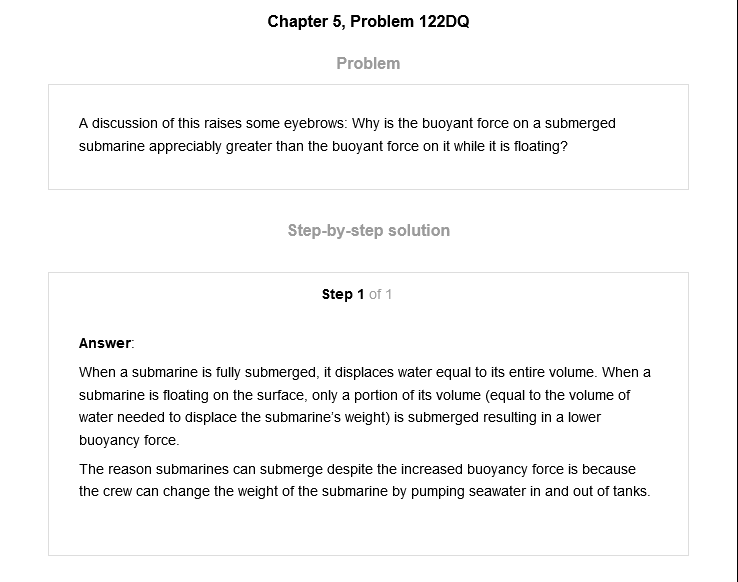 Chapter 5, Problem 122DQ
Problem
A discussion of this raises some eyebrows: Why is the buoyant force on a submerged
submarine appreciably greater than the buoyant force on it while it is floating?
Step-by-step solution
Step 1 of 1
Answer:
When a submarine is fully submerged, it displaces water equal to its entire volume. When a
submarine is floating on the surface, only a portion of its volume (equal to the volume of
water needed to displace the submarine's weight) is submerged resulting in a lower
buoyancy force.
The reason submarines can submerge despite the increased buoyancy force is because
the crew can change the weight of the submarine by pumping seawater in and out of tanks.